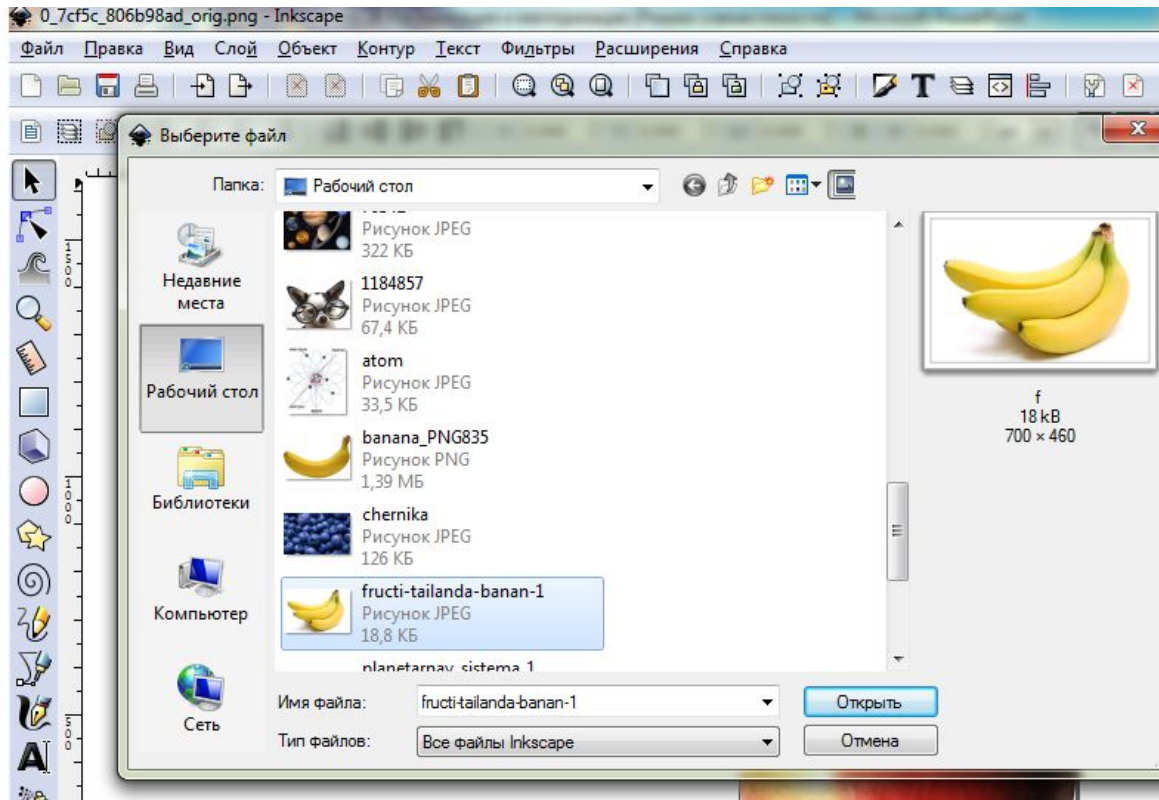 0_7cf5c_806b98ad_orig.png - Inkscape
Файл Правка Вид Слой Объект Контур Текст Фильтры Расширения Справка
Выберите файл
Папка: Рабочий стол
Недавние места
Рабочий стол
Библиотеки
Компьютер
Сеть
Рисунок JPEG
322 КБ
1184857
Рисунок JPEG
67,4 КБ
atom
Рисунок JPEG
33,5 КБ
banana_PNG835
Рисунок PNG
1,39 МБ
chernika
Рисунок JPEG
126 КБ
fructi-tailanda-banan-1
Рисунок JPEG
18,8 КБ
planetarnay_sistema_1
f
18 kB
700 × 460
Имя файла: fructi-tailanda-banan-1
Открыть
Тип файлов: Все файлы Inkscape
Отмена
1500
1000
500